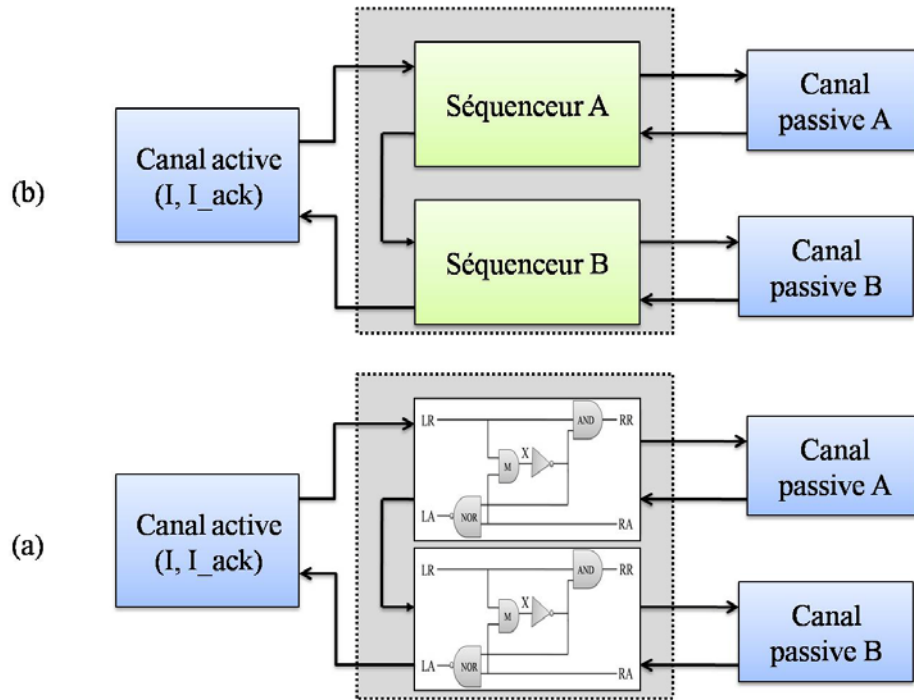 (b)
Canal active
(I, I_ack)
Séquenceur A
Séquenceur B
Canal
passive A
Canal
passive B
(a)
Canal active
(I, I_ack)
LR
AND
RR
X
M
LA
NOR
RA
LR
AND
RR
X
M
LA
NOR
RA
Canal
passive A
Canal
passive B